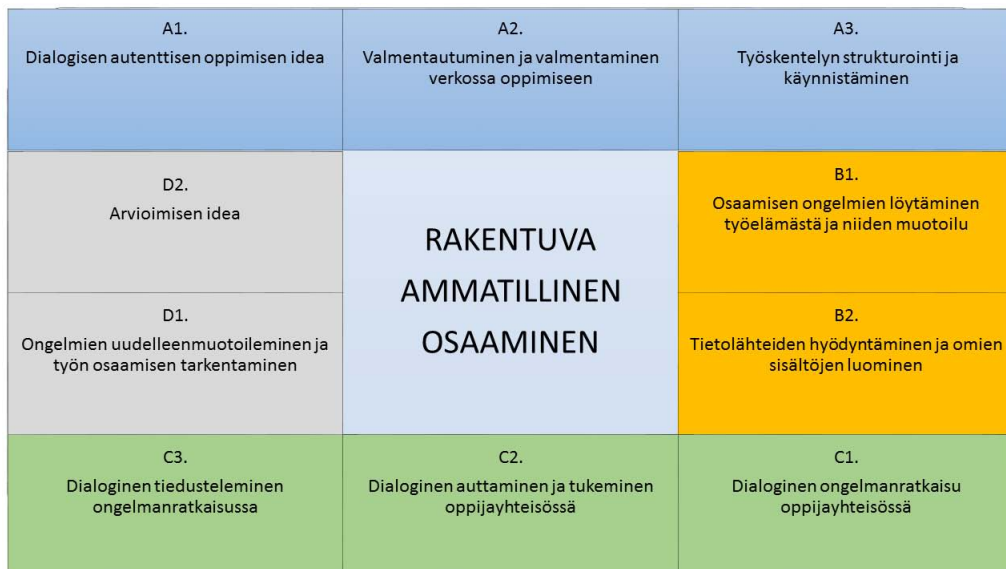 A1.
Dialogisen autenttisen oppimisen idea
A2.
Valmentautuminen ja valmentaminen
verkossa oppimiseen
A3.
Työskentelyn strukturointi ja
käynnistäminen
D2.
Arvioimisen idea
RAKENTUVA
AMMATILLINEN
OSAAMINEN
B1.
Osaamisen ongelmien löytäminen
työelämästä ja niiden muotoilu
D1.
Ongelmien uudelleenmuotoileminen ja
työn osaamisen tarkentaminen
B2.
Tietolähteiden hyödyntäminen ja omien
sisältöjen luominen
C3.
Dialoginen tiedusteleminen
ongelmanratkaisussa
C2.
Dialoginen auttaminen ja tukeminen
oppijayhteisössä
C1.
Dialoginen ongelmanratkaisu
oppijayhteisössä